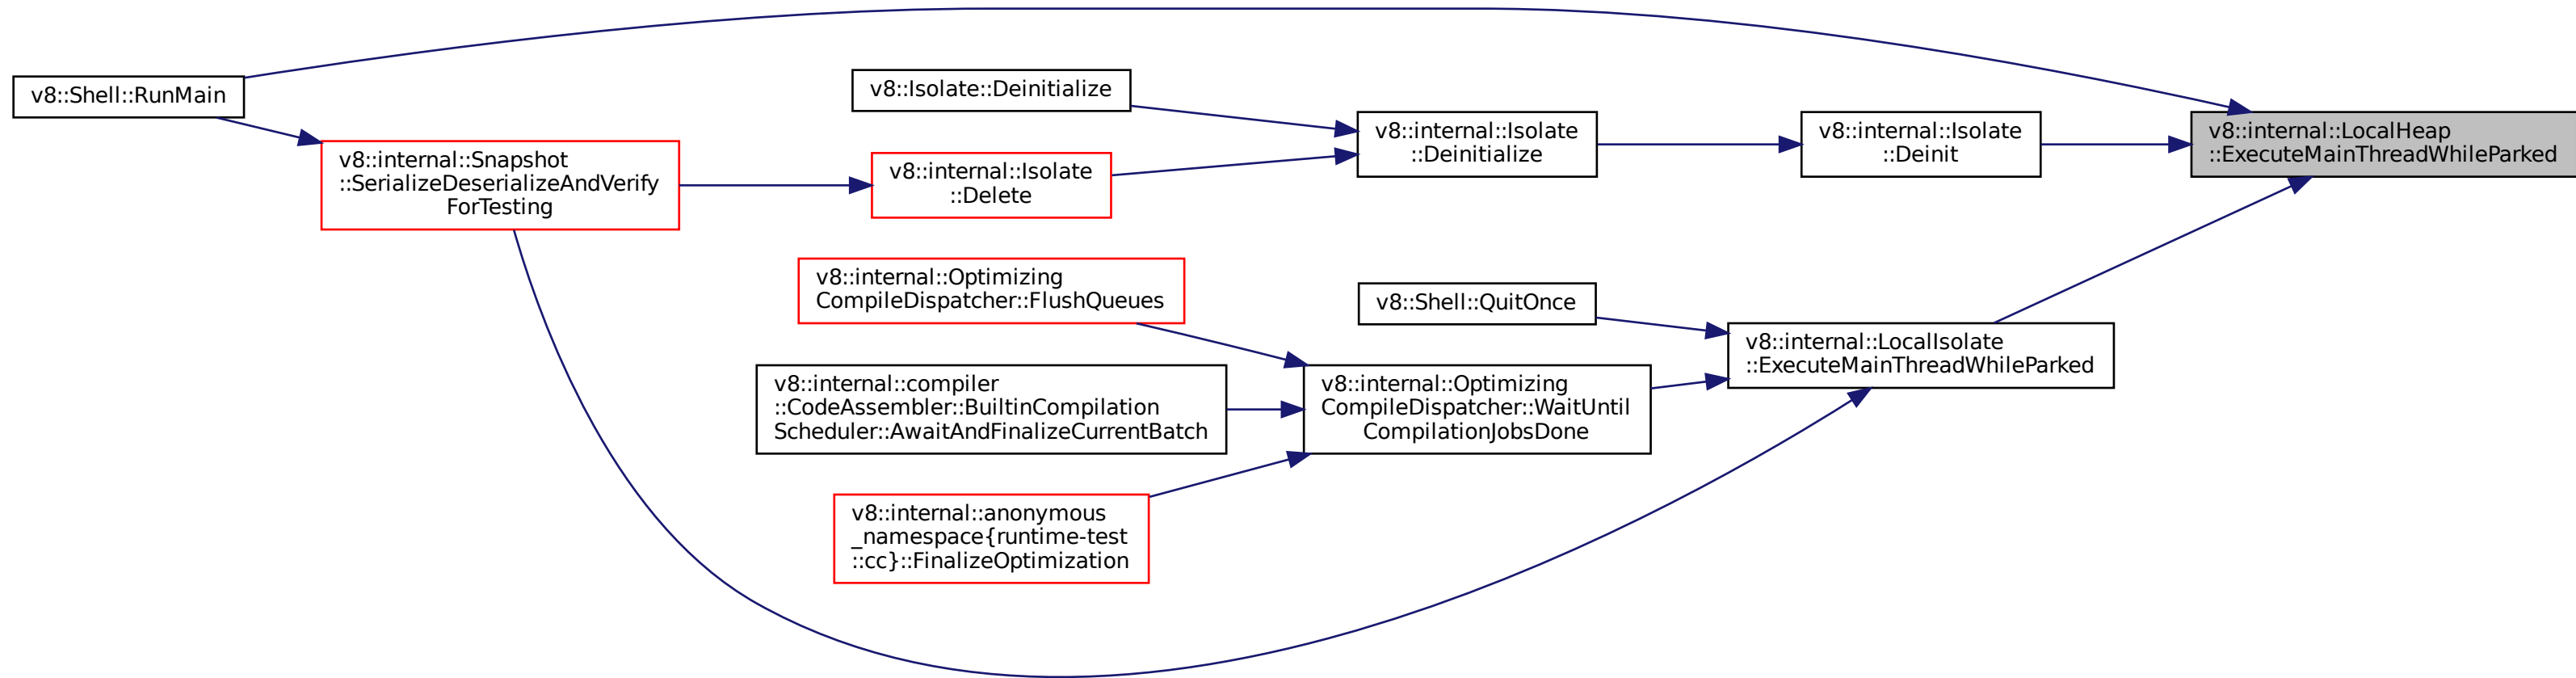 v8::Shell::RunMain
v8::internal::Snapshot
::SerializeDeserializeAndVerify
ForTesting
v8::Isolate::Deinitialize
v8::internal::Isolate
::Delete
v8::internal::Optimizing
CompileDispatcher::FlushQueues
v8::internal::compiler
::CodeAssembler::BuiltinCompilation
Scheduler::AwaitAndFinalizeCurrentBatch
v8::internal::anonymous
_namespace{runtime-test
::cc}::FinalizeOptimization
v8::internal::Isolate
::Deinitialize
v8::Shell::QuitOnce
v8::internal::Optimizing
CompileDispatcher::WaitUntil
CompilationJobsDone
v8::internal::Isolate
::Deinit
v8::internal::LocalIsolate
::ExecuteMainThreadWhileParked
v8::internal::LocalHeap
::ExecuteMainThreadWhileParked